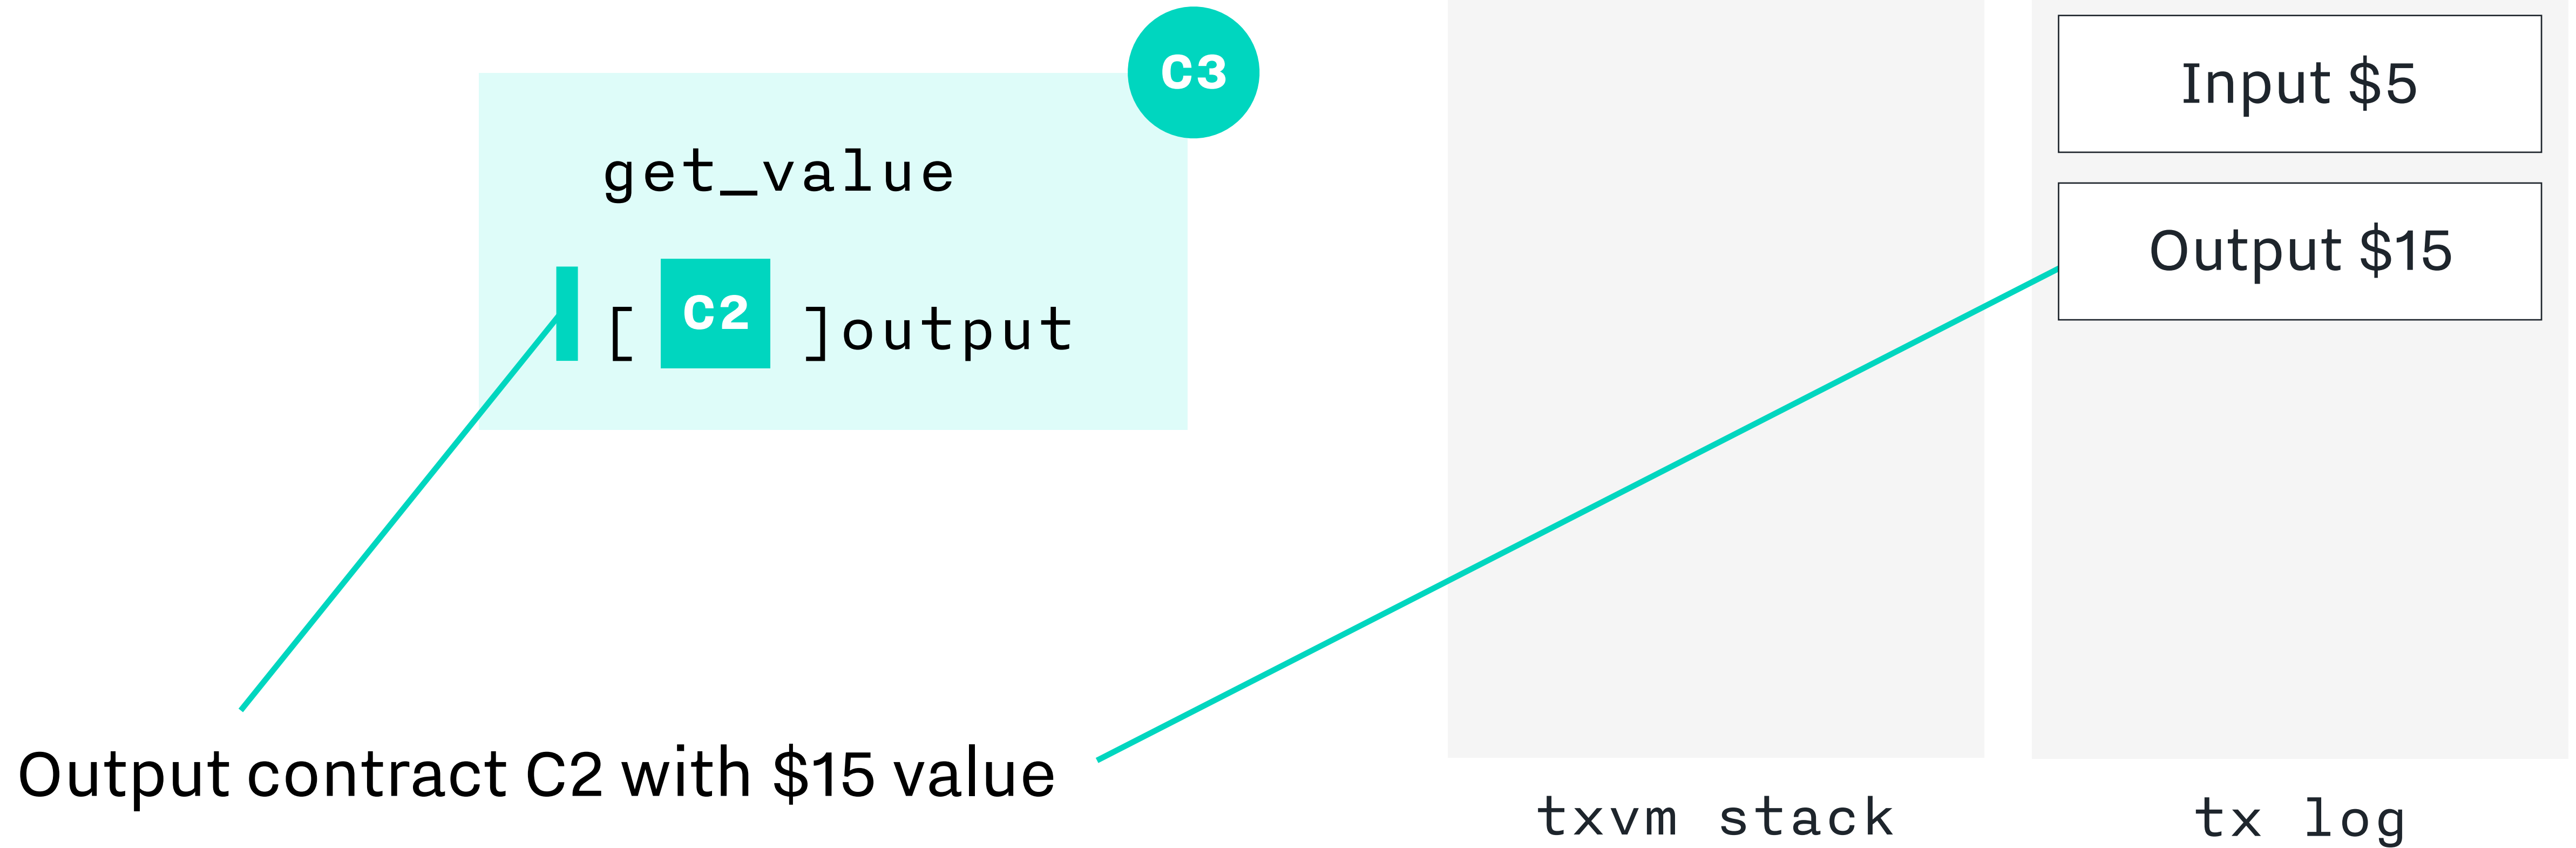 C3
get_value
[ C2 ]output
Output contract C2 with $15 value
txvm stack
Input $5
Output $15
tx log